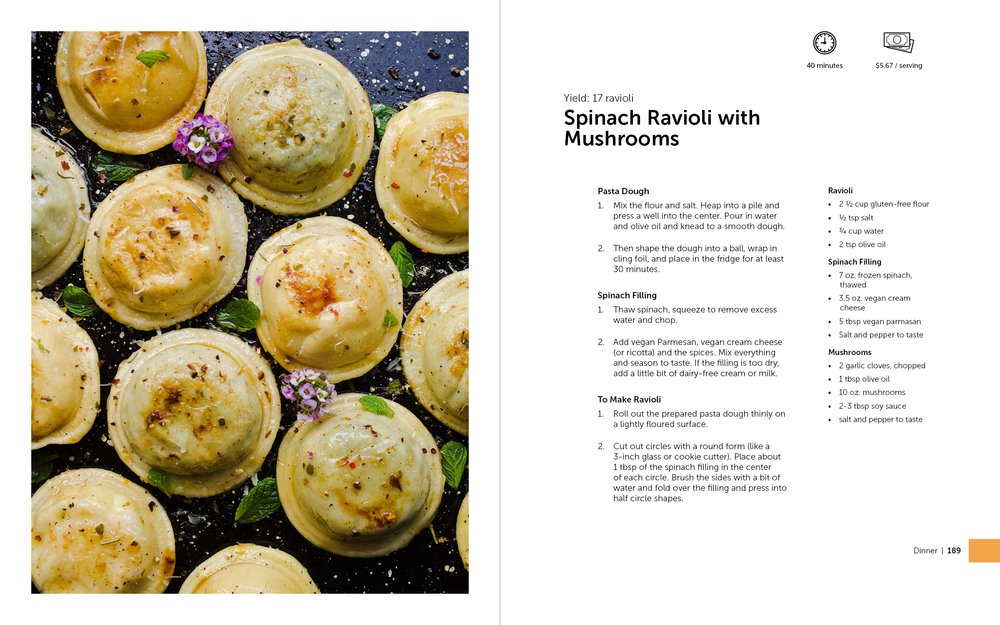 40 minutes
$5.67 / serving
Yield: 17 ravioli
Spinach Ravioli with
Mushrooms
Pasta Dough
1. Mix the flour and salt. Heap into a pile and
press a well into the center. Pour in water
and olive oil and knead to a smooth dough.
2. Then shape the dough into a ball, wrap in
cling foil, and place in the fridge for at least
30 minutes.
Spinach Filling
1. Thaw spinach, squeeze to remove excess
water and chop.
2. Add vegan Parmesan, vegan cream cheese
(or ricotta) and the spices. Mix everything
and season to taste. If the filling is too dry,
add a little bit of dairy-free cream or milk.
To Make Ravioli
1. Roll out the prepared pasta dough thinly on
a lightly floured surface.
2. Cut out circles with a round form (like a
3-inch glass or cookie cutter). Place about
1 tbsp of the spinach filling in the center
of each circle. Brush the sides with a bit of
water and fold over the filling and press into
half circle shapes.
Ravioli
• 2 ½ cup gluten-free flour
• ½ tsp salt
• ¾ cup water
• 2 tsp olive oil
Spinach Filling
• 7 oz. frozen spinach,
thawed
• 3.5 oz. vegan cream
cheese
• 5 tbsp vegan parmasan
• Salt and pepper to taste
Mushrooms
• 2 garlic cloves, chopped
• 1 tbsp olive oil
• 10 oz. mushrooms
• 2-3 tbsp soy sauce
• salt and pepper to taste
Dinner | 189